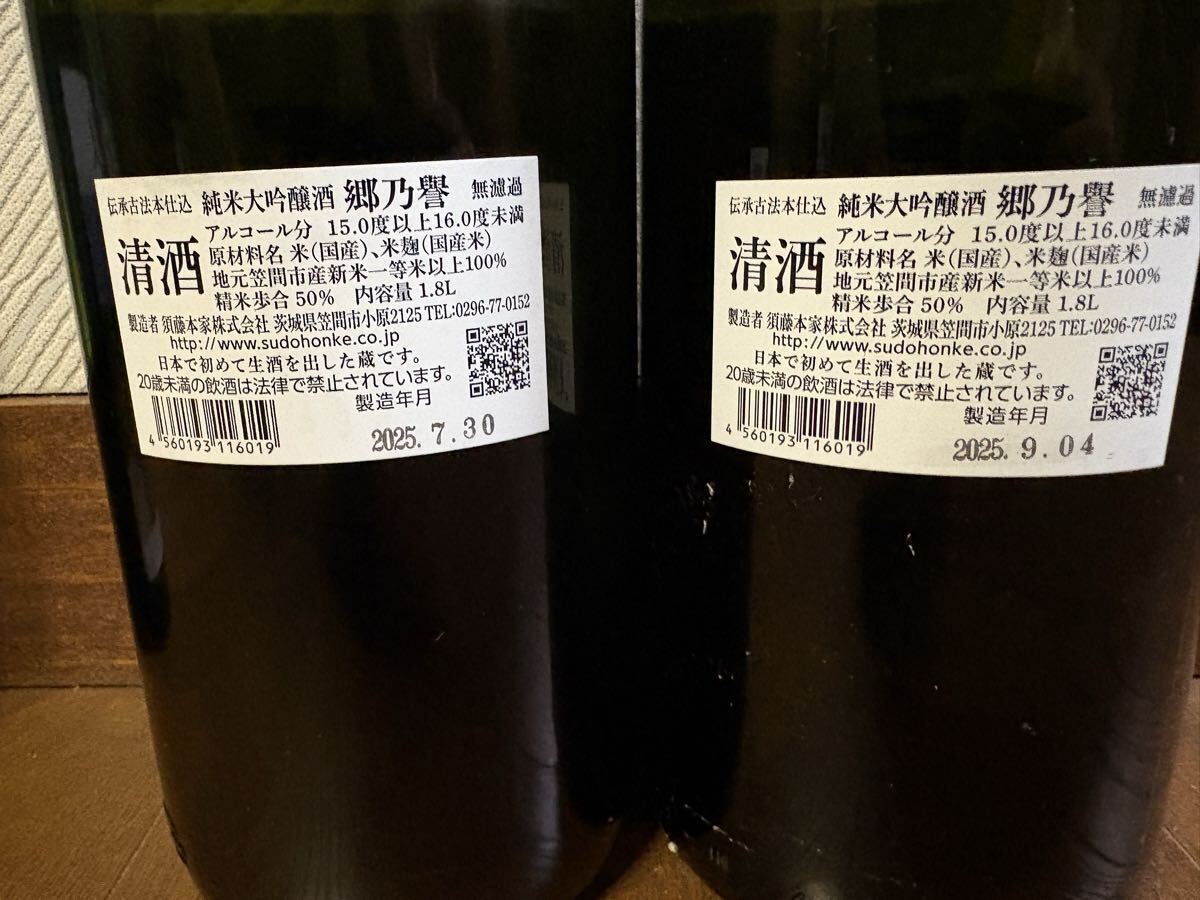 伝承古法本仕込 純米大吟醸酒 郷乃譽 無濾過
清酒
アルコール分 15.0度以上16.0度未満
原材料名 米(国産)、米麹(国産米)
地元笠間市産新米一等米以上100%
精米歩合 50% 内容量 1.8L
製造者 須藤本家株式会社 茨城県笠間市小原2125 TEL:0296-77-0152
http://www.sudohonke.co.jp
日本で初めて生酒を出した蔵です。
20歳未満の飲酒は法律で禁止されています。
製造年月
4 560193 116019
2025. 7. 30
伝承古法本仕込 純米大吟醸酒 郷乃譽 無濾過
清酒
アルコール分 15.0度以上16.0度未満
原材料名 米(国産)、米麹(国産米)
地元笠間市産新米一等米以上100%
精米歩合 50% 内容量 1.8L
製造者 須藤本家株式会社 茨城県笠間市小原2125 TEL:0296-77-0152
http://www.sudohonke.co.jp
日本で初めて生酒を出した蔵です。
20歳未満の飲酒は法律で禁止されています。
製造年月
4 560193 116019
2025. 9. 04